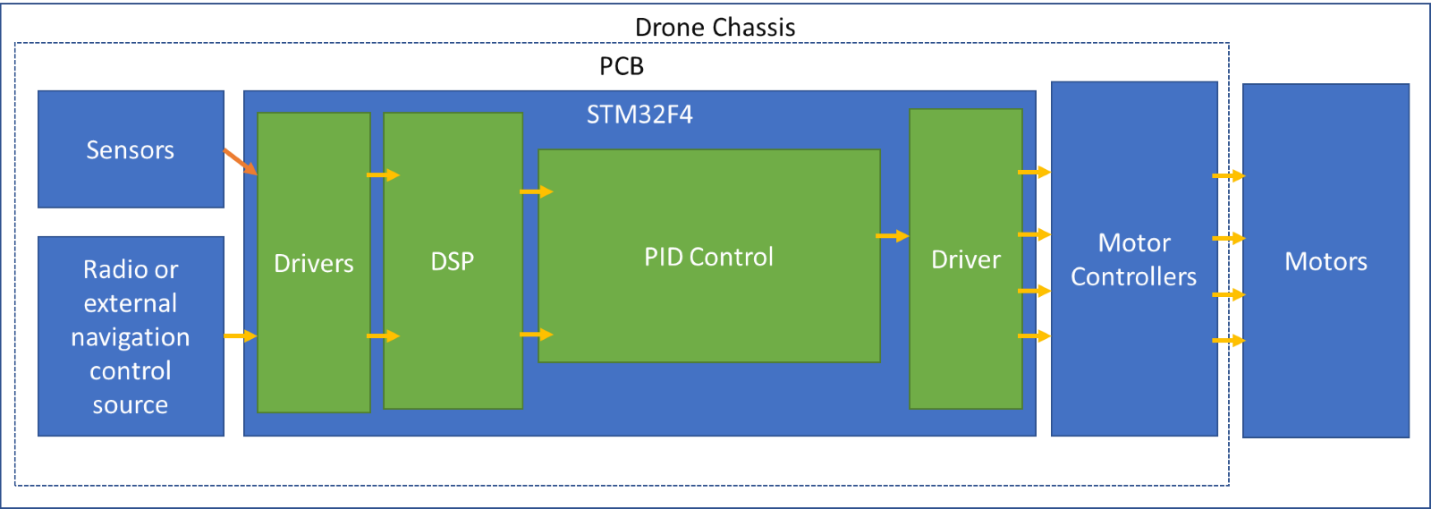 Drone Chassis
PCB
STM32F4
Sensors
Radio or
external
navigation
control
source
Drivers
DSP
PID Control
Driver
Motor
Controllers
Motors